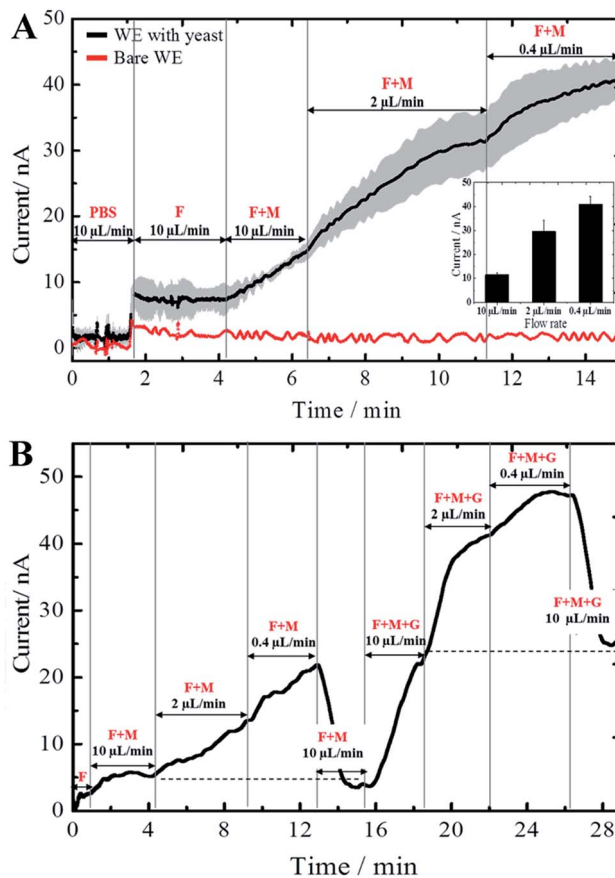 A
WE with yeast
Bare WE
PBS
10 µL/min
F
10 µL/min
F+M
10 µL/min
F+M
2 µL/min
F+M
0.4 µL/min
Current/ nA
50
40
30
20
10
0
0 2 4 6 8 10 12 14
Time / min
Current / nA
50
40
30
20
10
0
10 µL/min 2 µL/min 0.4 µL/min
Flow rate
B
F
F+M
10 µL/min
F+M
2 µL/min
F+M
0.4 µL/min
F+M
10 µL/min
F+M+G
10 µL/min
F+M+G
2 µL/min
F+M+G
0.4 µL/min
F+M+G
10 µL/min
Current/ nA
55
44
33
22
11
0
0 4 8 12 16 20 24 28
Time / min